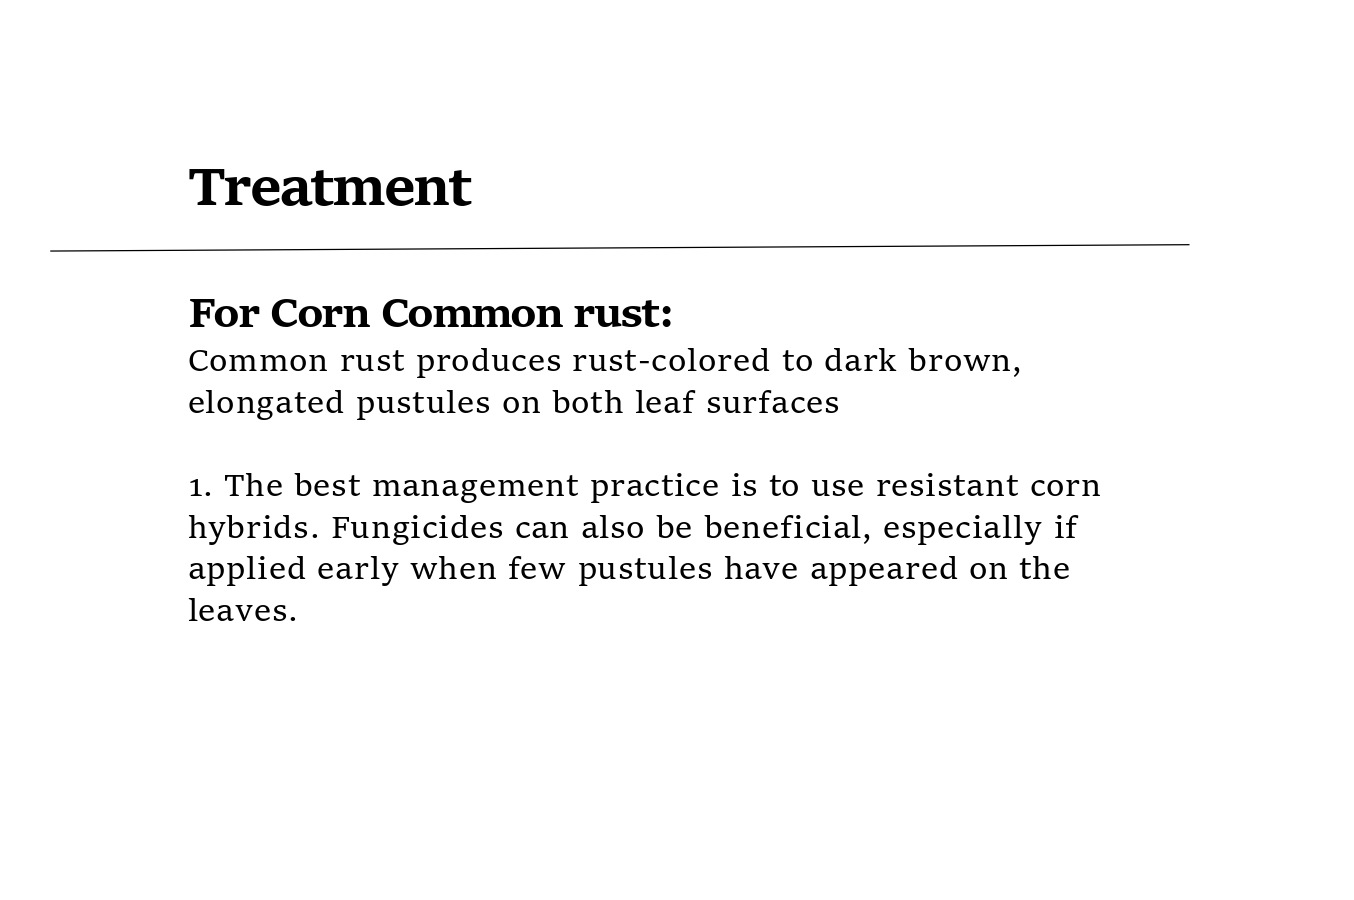 Treatment
For Corn Common rust:
Common rust produces rust-colored to dark brown,
elongated pustules on both leaf surfaces
1. The best management practice is to use resistant corn
hybrids. Fungicides can also be beneficial, especially if
applied early when few pustules have appeared on the
leaves.